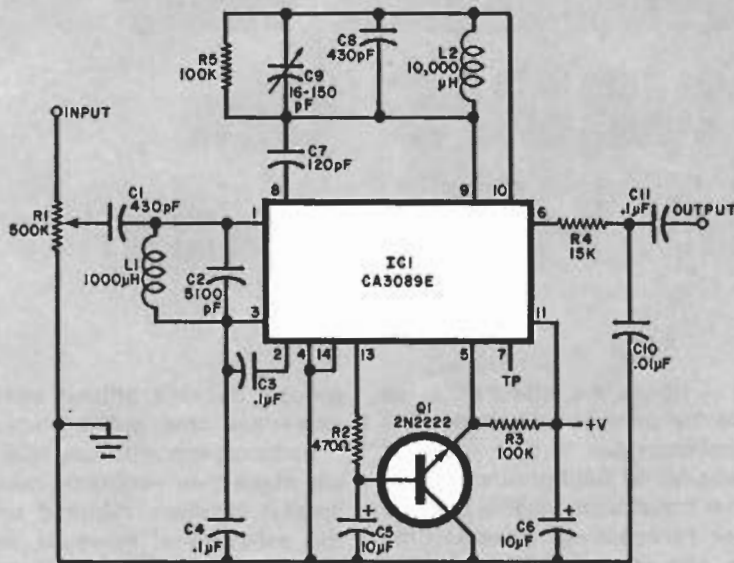 C8
430pF
L2
10,000
μH
R5
100K
C9
16-150
pF
INPUT
C7
120pF
C1
430pF
8
9
10
C11
.1μF
OUTPUT
1
6
R1
500K
R4
15K
IC1
CA3089E
L1
1000μH
C2
5100
pF
3
11
2
4
14
13
5
7
C3
.1μF
TP
C10
.01μF
Q1
2N2222
R2
470Ω
R3
100K
+V
C4
.1μF
+
C5
10μF
C6
10μF
+